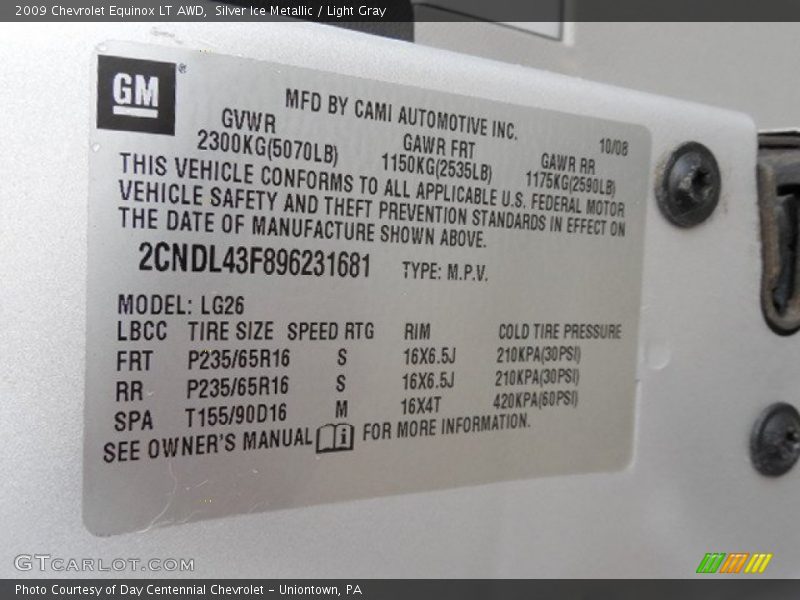 2009 Chevrolet Equinox LT AWD, Silver Ice Metallic / Light Gray
GM®
MFD BY CAMI AUTOMOTIVE INC.
GVWR GAWR FRT GAWR RR 10/08
2300KG(5070LB) 1150KG(2535LB) 1175KG(2590LB)
THIS VEHICLE CONFORMS TO ALL APPLICABLE U.S. FEDERAL MOTOR
VEHICLE SAFETY AND THEFT PREVENTION STANDARDS IN EFFECT ON
THE DATE OF MANUFACTURE SHOWN ABOVE.
2CNDL43F896231681 TYPE: M.P.V.
MODEL: LG26
LBCC TIRE SIZE SPEED RTG RIM COLD TIRE PRESSURE
FRT P235/65R16 S 16X6.5J 210KPA(30PSI)
RR P235/65R16 S 16X6.5J 210KPA(30PSI)
SPA T155/90D16 M 16X4T 420KPA(60PSI)
SEE OWNER'S MANUAL i FOR MORE INFORMATION.
GTCARLOT.COM
Photo Courtesy of Day Centennial Chevrolet - Uniontown, PA